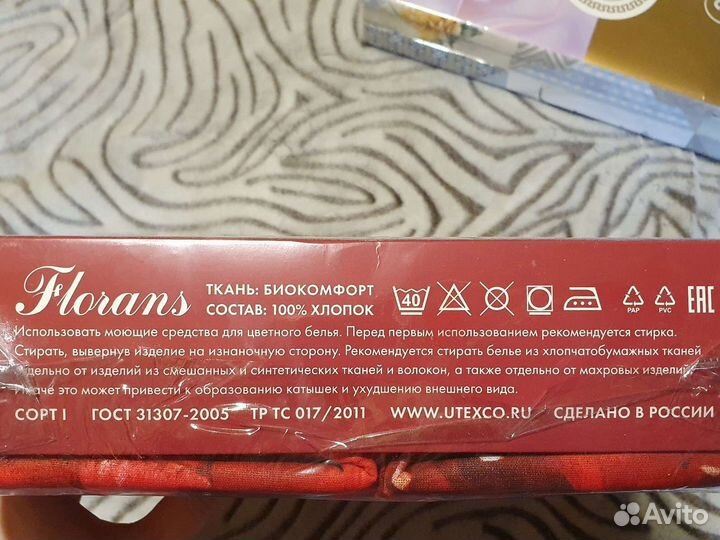 Florans
ТКАНЬ: БИОКОМФОРТ
СОСТАВ: 100% ХЛОПОК
40
PAP
PVC
EAC
Использовать моющие средства для цветного белья. Перед первым использованием рекомендуется стирка.
Стирать, вывернув изделие на изнаночную сторону. Рекомендуется стирать белье из хлопчатобумажных тканей
отдельно от изделий из смешанных и синтетических тканей и волокон, а также отдельно от махровых изделий.
Иначе это может привести к образованию катышек и ухудшению внешнего вида.
СОРТ I ГОСТ 31307-2005 ТР ТС 017/2011 WWW.UTEXCO.RU СДЕЛАНО В РОССИИ
Avito